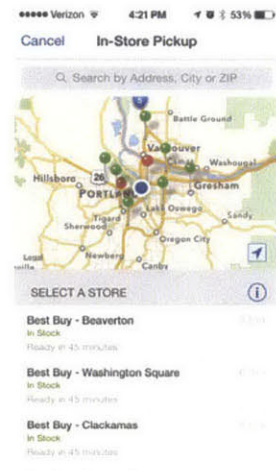 Verizon 4:21 PM 53%
Cancel In-Store Pickup
Search by Address, City or ZIP
5
Battle Ground
Vancouver
Camas Washougal
Hillsboro 26
PORTLAND Gresham
Tigard Lake Oswego
Sherwood Sandy
Oregon City
Newberg
Canby
SELECT A STORE
Best Buy - Beaverton
In Stock
Ready in 45 minutes
Best Buy - Washington Square
In Stock
Ready in 45 minutes
Best Buy - Clackamas
In Stock
Ready in 45 minutes